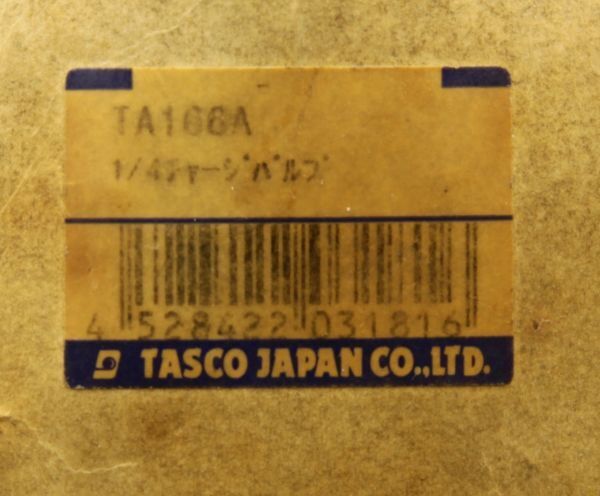 TA166A
1/4ﾁｬｰｼﾞﾊﾞﾙﾌﾞ
4 528422 031816
TASCO JAPAN CO.,LTD.